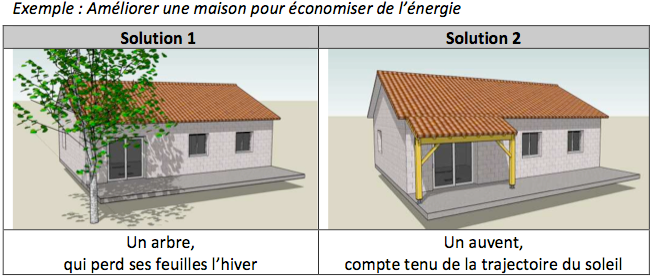 Exemple : Améliorer une maison pour économiser de l'énergie
Solution 1
Solution 2
Un arbre,
qui perd ses feuilles l'hiver
Un auvent,
compte tenu de la trajectoire du soleil